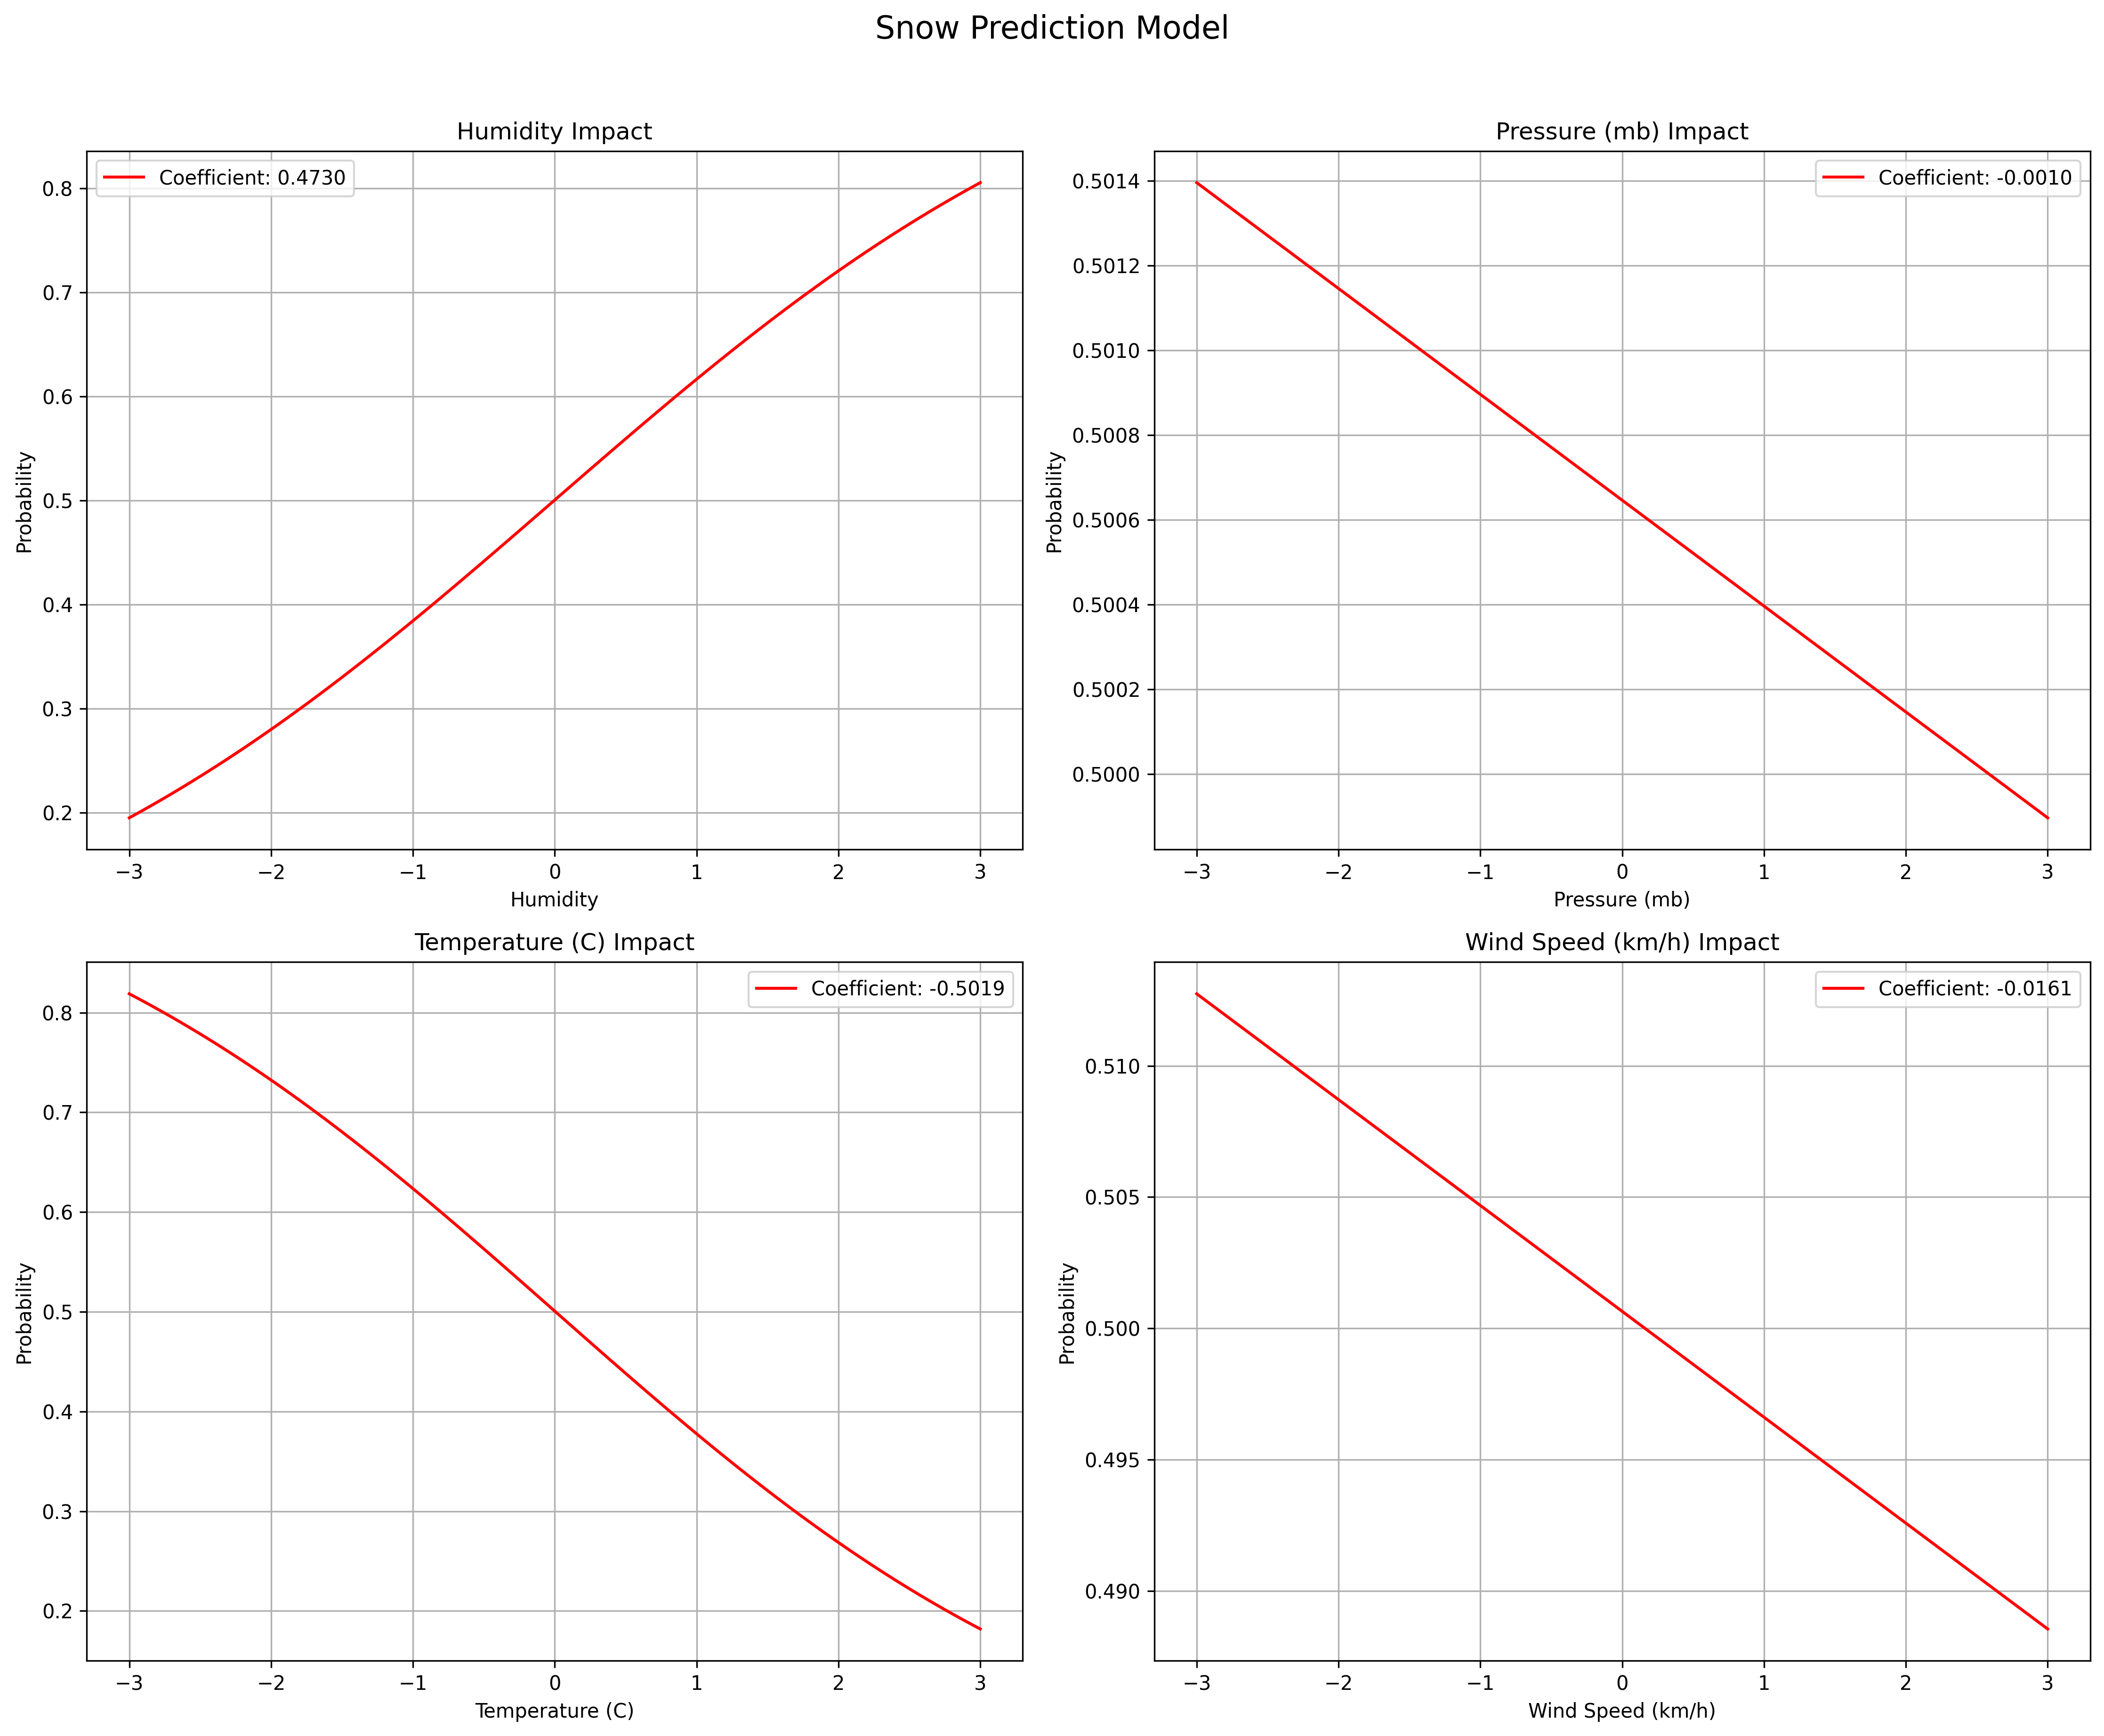 Snow Prediction Model
Humidity Impact
Coefficient: 0.4730
Probability
0.8
0.7
0.6
0.5
0.4
0.3
0.2
−3 −2 −1 0 1 2 3
Humidity
Pressure (mb) Impact
Coefficient: -0.0010
Probability
0.5014
0.5012
0.5010
0.5008
0.5006
0.5004
0.5002
0.5000
−3 −2 −1 0 1 2 3
Pressure (mb)
Temperature (C) Impact
Coefficient: -0.5019
Probability
0.8
0.7
0.6
0.5
0.4
0.3
0.2
−3 −2 −1 0 1 2 3
Temperature (C)
Wind Speed (km/h) Impact
Coefficient: -0.0161
Probability
0.510
0.505
0.500
0.495
0.490
−3 −2 −1 0 1 2 3
Wind Speed (km/h)